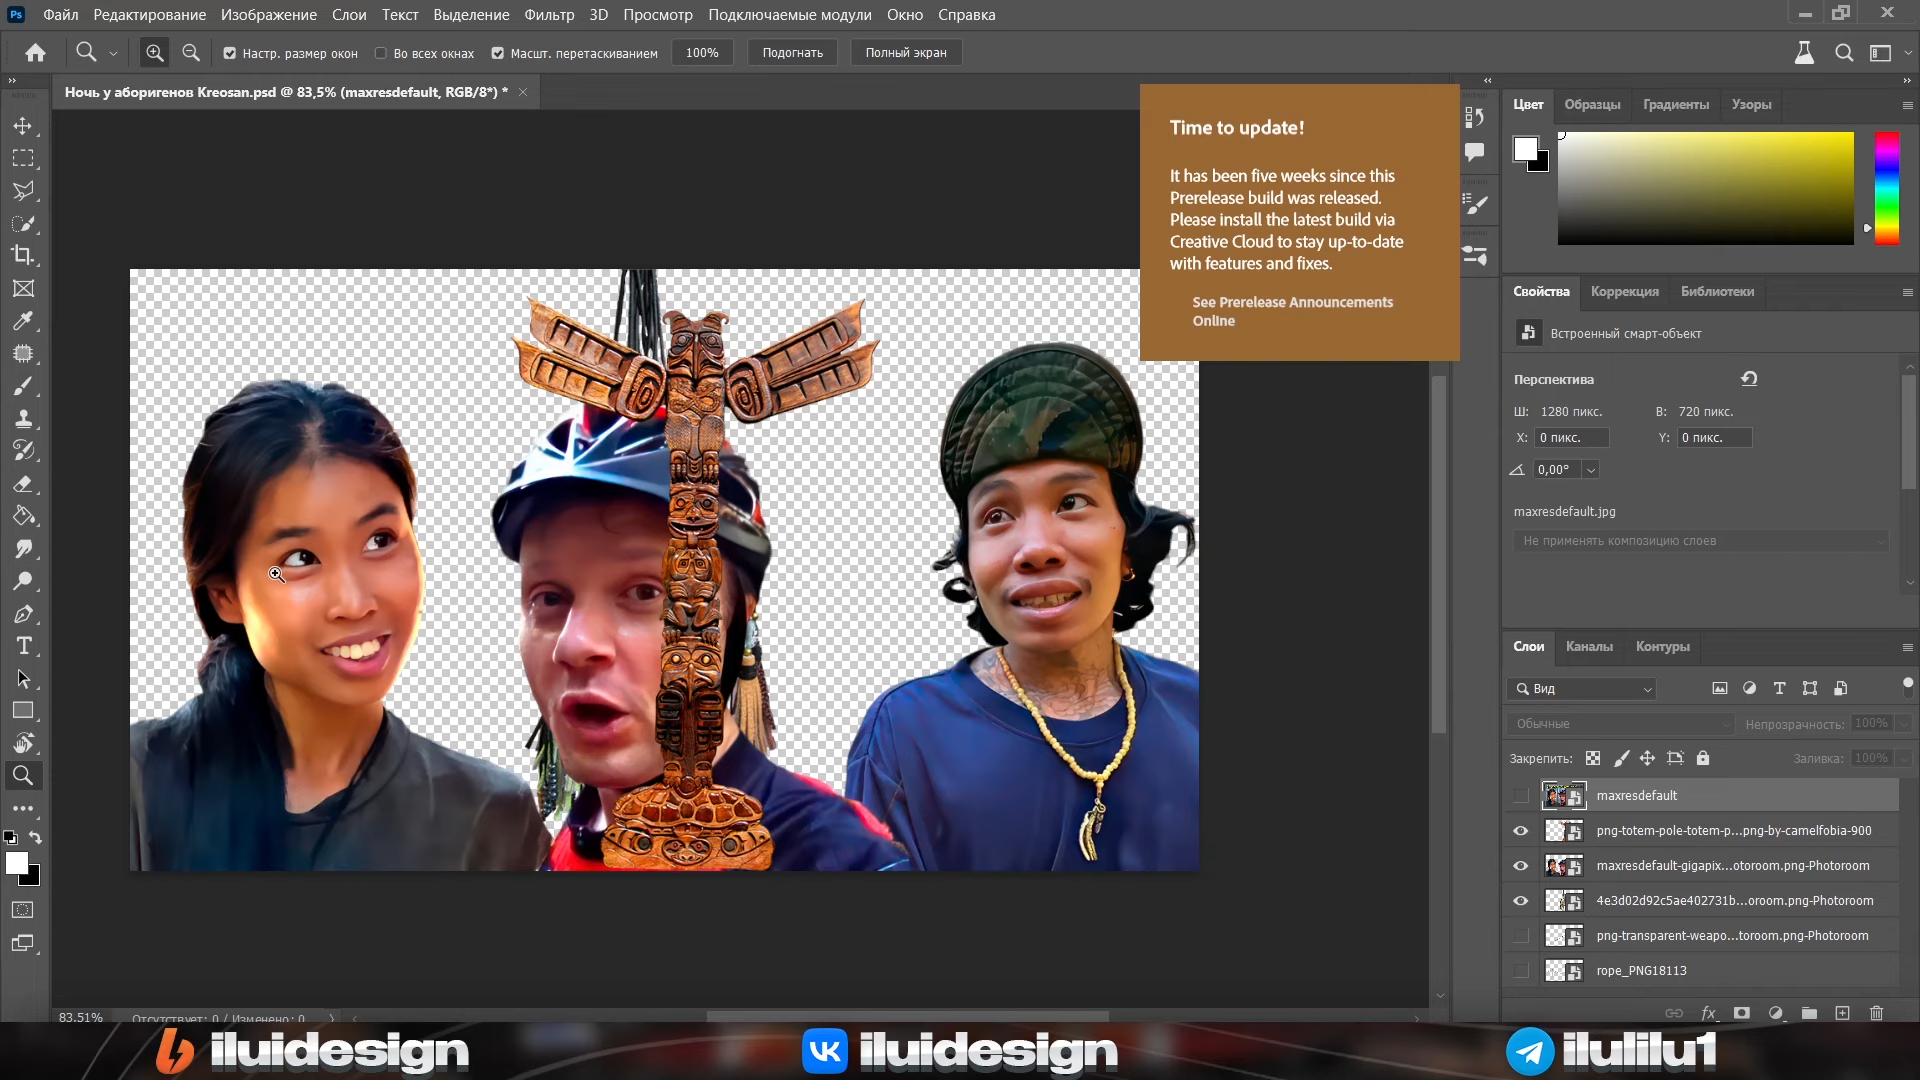 Ps Файл Редактирование Изображение Слои Текст Выделение Фильтр 3D Просмотр Подключаемые модули Окно Справка
Настр. размер окон Во всех окнах Масшт. перетаскиванием 100% Подогнать Полный экран
Ночь у аборигенов Kreosan.psd @ 83,5% (maxresdefault, RGB/8*) *
Time to update!
It has been five weeks since this
Prerelease build was released.
Please install the latest build via
Creative Cloud to stay up-to-date
with features and fixes.
See Prerelease Announcements
Online
Цвет Образцы Градиенты Узоры
Свойства Коррекция Библиотеки
Встроенный смарт-объект
Перспектива
Ш: 1280 пикс. В: 720 пикс.
X: 0 пикс. Y: 0 пикс.
0,00°
maxresdefault.jpg
Не применять композицию слоев
Слои Каналы Контуры
Вид
Обычные Непрозрачность: 100%
Закрепить: Заливка: 100%
maxresdefault
png-totem-pole-totem-p...png-by-camelfobia-900
maxresdefault-gigapix...otoroom.png-Photoroom
4e3d02d92c5ae402731b...oroom.png-Photoroom
png-transparent-weapo...toroom.png-Photoroom
rope_PNG18113
fx
83,51% Отсутствует: 0 / Изменено: 0
iluidesign
VK iluidesign
ilulilu1